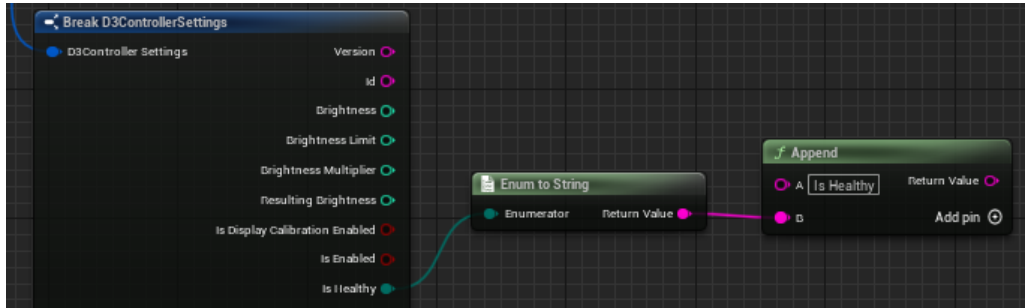 Break D3ControllerSettings
D3Controller Settings
Version
Id
Brightness
Brightness Limit
Brightness Multiplier
Resulting Brightness
Is Display Calibration Enabled
Is Enabled
Is Healthy
Enum to String
Enumerator Return Value
f Append
A Is Healthy Return Value
B Add pin